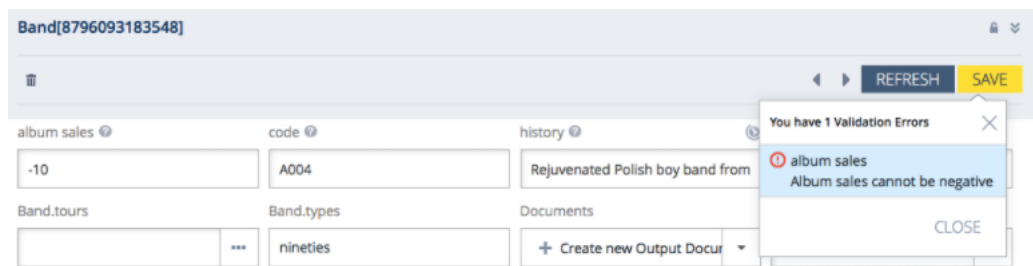 Band[8796093183548]
REFRESH SAVE
You have 1 Validation Errors
album sales
Album sales cannot be negative
CLOSE
album sales code history
-10 A004 Rejuvenated Polish boy band from
Band.tours Band.types Documents
... nineties + Create new Output Docur